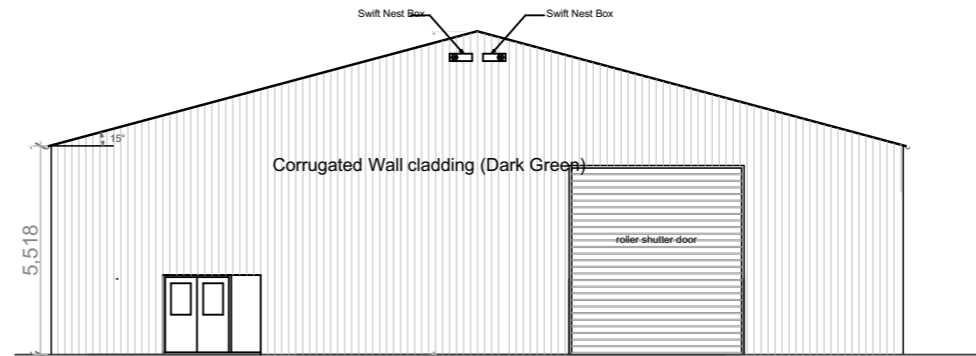 Swift Nest Box
Swift Nest Box
15°
Corrugated Wall cladding (Dark Green)
5,518
roller shutter door